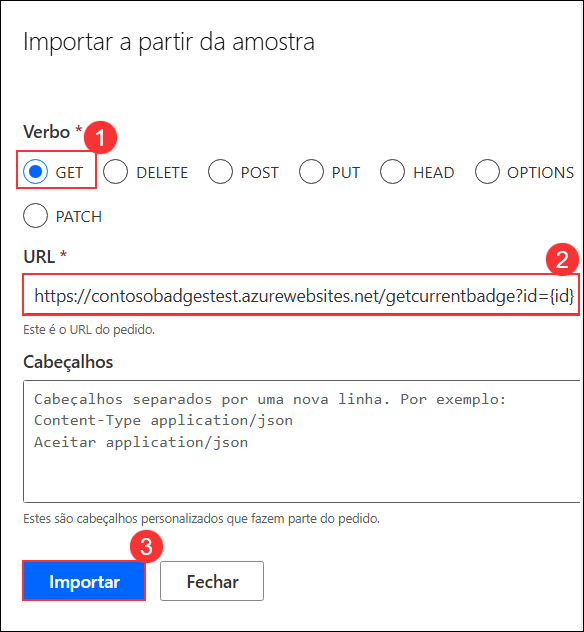 Importar a partir da amostra
Verbo *
1
GET DELETE POST PUT HEAD OPTIONS
PATCH
URL *
2
https://contosobadgestest.azurewebsites.net/getcurrentbadge?id={id}
Este é o URL do pedido.
Cabeçalhos
Cabeçalhos separados por uma nova linha. Por exemplo:
Content-Type application/json
Aceitar application/json
Estes são cabeçalhos personalizados que fazem parte do pedido.
3
Importar Fechar